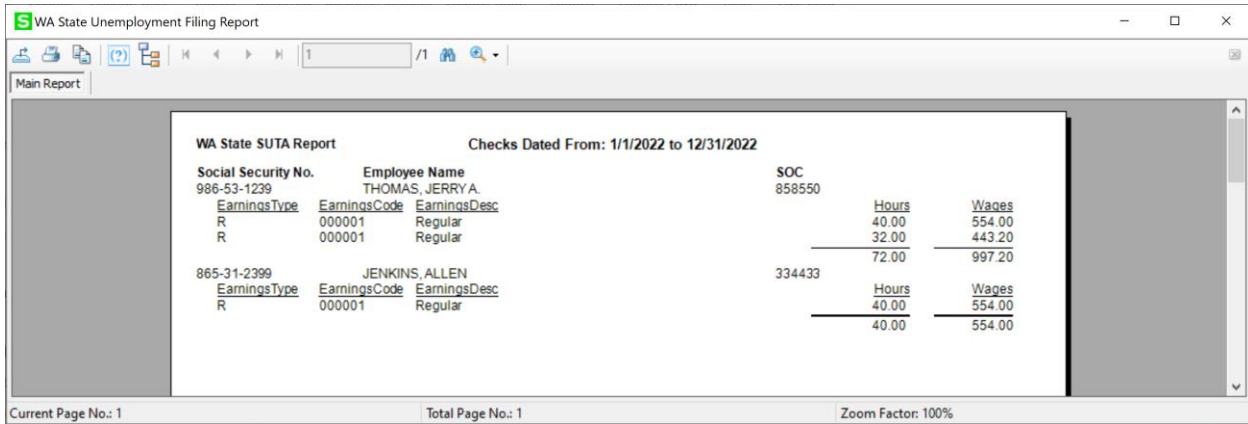 S WA State Unemployment Filing Report
(?) 1 /1
Main Report
WA State SUTA Report Checks Dated From: 1/1/2022 to 12/31/2022
Social Security No. Employee Name SOC
986-53-1239 THOMAS, JERRY A. 858550
EarningsType EarningsCode EarningsDesc Hours Wages
R 000001 Regular 40.00 554.00
R 000001 Regular 32.00 443.20
72.00 997.20
865-31-2399 JENKINS, ALLEN 334433
EarningsType EarningsCode EarningsDesc Hours Wages
R 000001 Regular 40.00 554.00
40.00 554.00
Current Page No.: 1 Total Page No.: 1 Zoom Factor: 100%